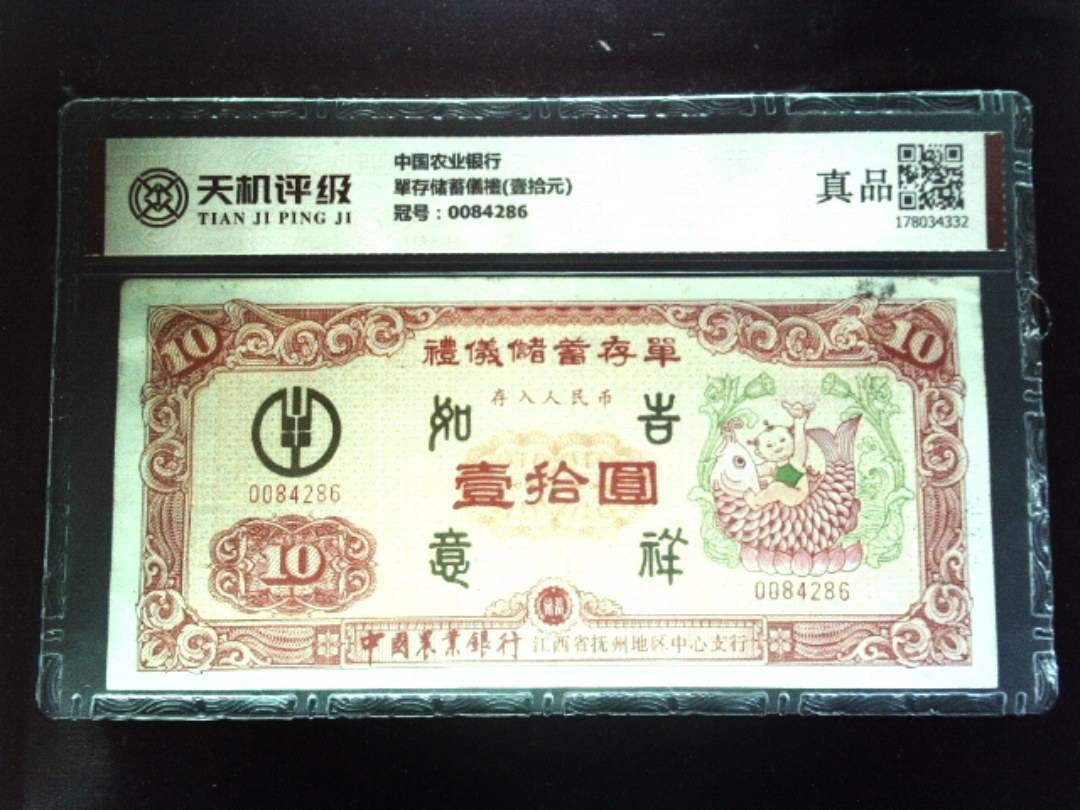 天机评级
TIAN JI PING JI
中国农业银行
單存储蓄儀禮(壹拾元)
冠号：0084286
真品
178034332
10
10
禮儀儲蓄存單
存入人民币
如 吉
0084286
壹拾圓
10
意 祥
0084286
中國農業銀行 江西省抚州地区中心支行